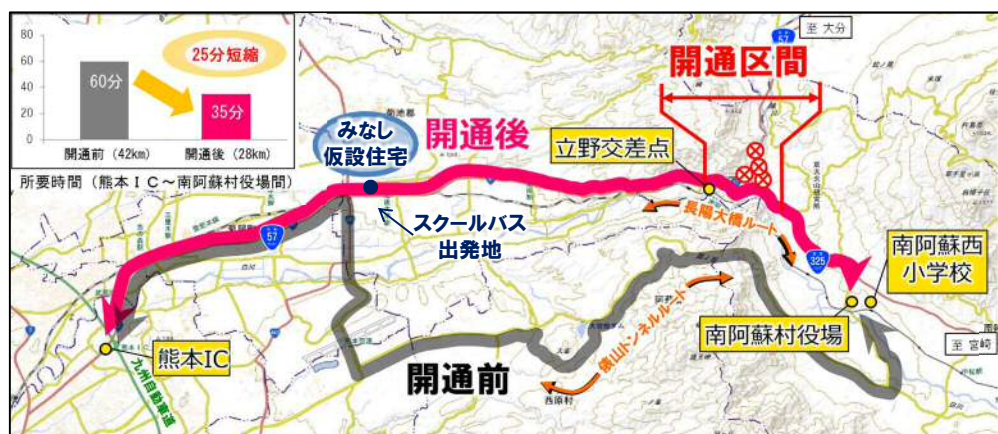 80
60
40
20
0
60分
35分
25分短縮
開通前（42km）
開通後（28km）
所要時間（熊本ＩＣ～南阿蘇村役場間）
至 大分
57
開通区間
みなし
仮設住宅
開通後
立野交差点
スクールバス
出発地
長陽大橋ルート
57
325
南阿蘇西
小学校
南阿蘇村役場
至 宮崎
熊本IC
九州自動車道
開通前
俵山トンネルルート
西原村
菊池郡